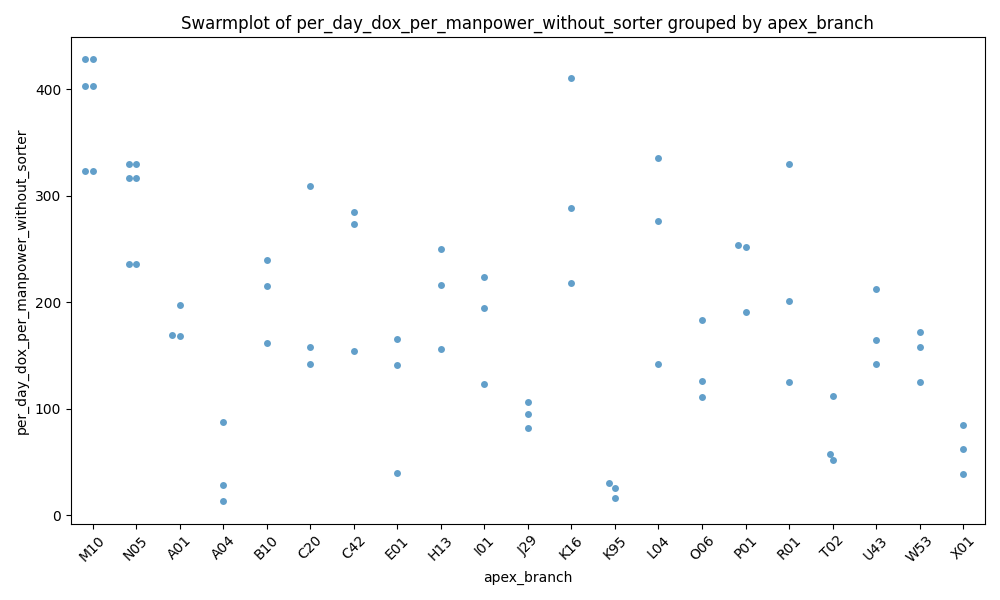 Swarmplot of per_day_dox_per_manpower_without_sorter grouped by apex_branch
per_day_dox_per_manpower_without_sorter
400
300
200
100
0
M10 N05 A01 A04 B10 C20 C42 E01 H13 I01 J29 K16 K95 L04 O06 P01 R01 T02 U43 W53 X01
apex_branch